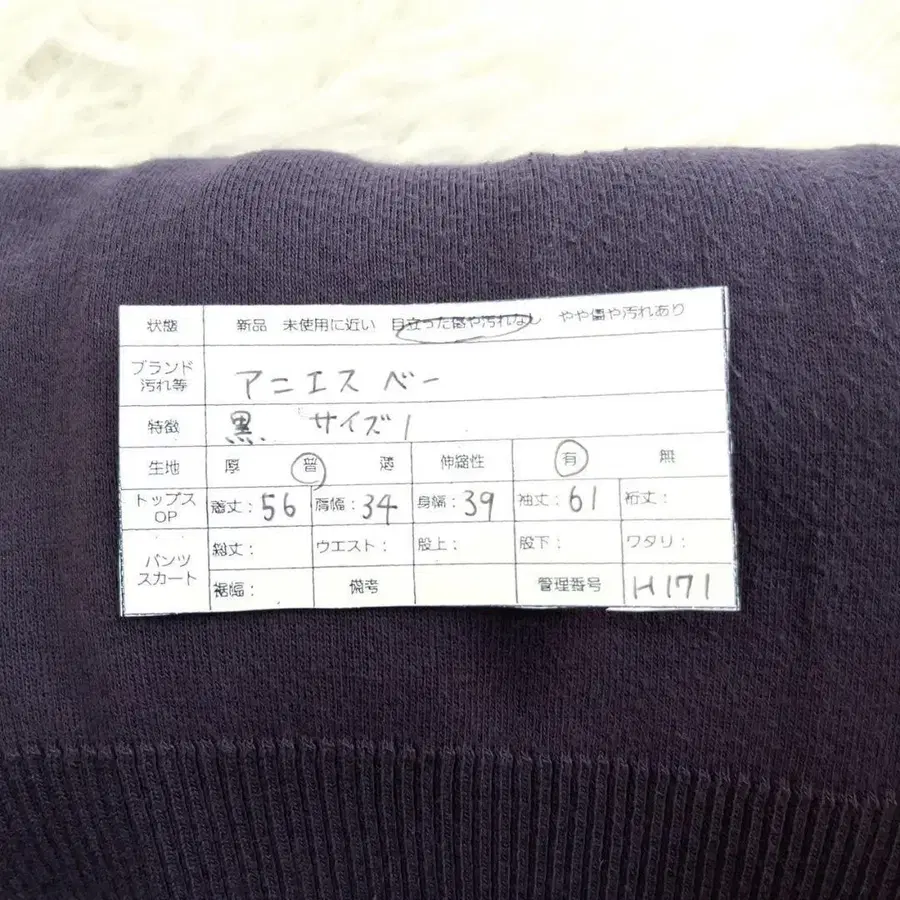 状態 新品 未使用に近い 目立った傷や汚れなし やや傷や汚れあり
ブランド
汚れ等 アニエスベー
特徴 黒 サイズ1
生地 厚 普 薄 伸縮性 有 無
トップス
OP 着丈：56 肩幅：34 身幅：39 袖丈：61 裄丈：
パンツ
スカート 総丈： ウエスト： 股上： 股下： ワタリ：
裾幅： 備考 管理番号 H171